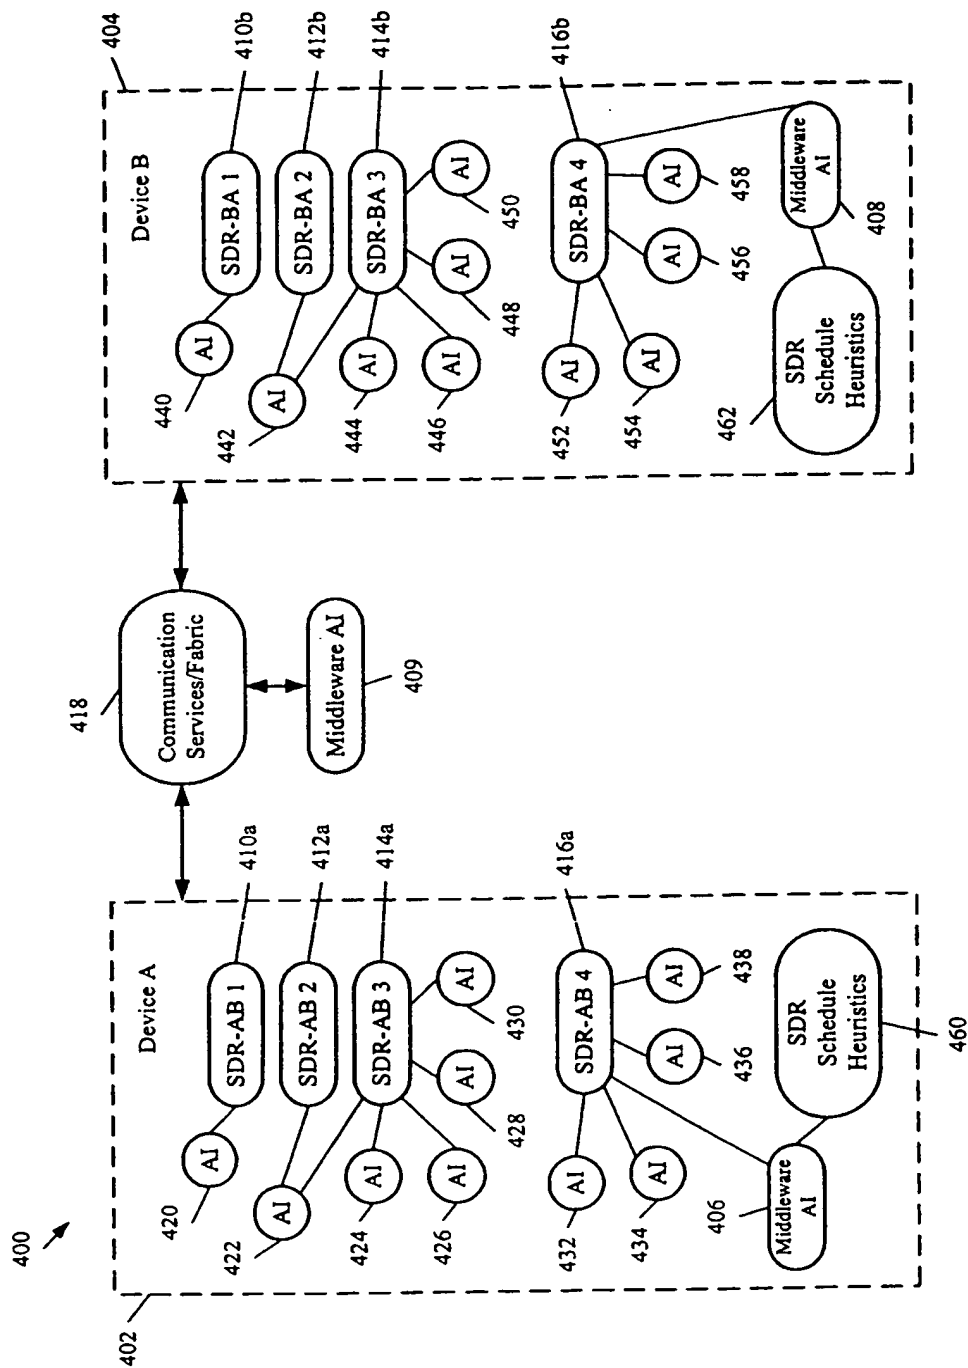 400
402
Device A
420
AI
SDR-AB 1
410a
422
AI
SDR-AB 2
412a
424
AI
SDR-AB 3
414a
426
AI
428
AI
430
AI
432
AI
SDR-AB 4
416a
434
AI
436
AI
438
AI
406
Middleware
AI
SDR
Schedule
Heuristics
460
418
Communication
Services/Fabric
Middleware AI
409
404
Device B
440
AI
SDR-BA 1
410b
442
AI
SDR-BA 2
412b
444
AI
SDR-BA 3
414b
446
AI
448
AI
450
AI
452
AI
SDR-BA 4
416b
454
AI
456
AI
458
AI
462
SDR
Schedule
Heuristics
Middleware
AI
408